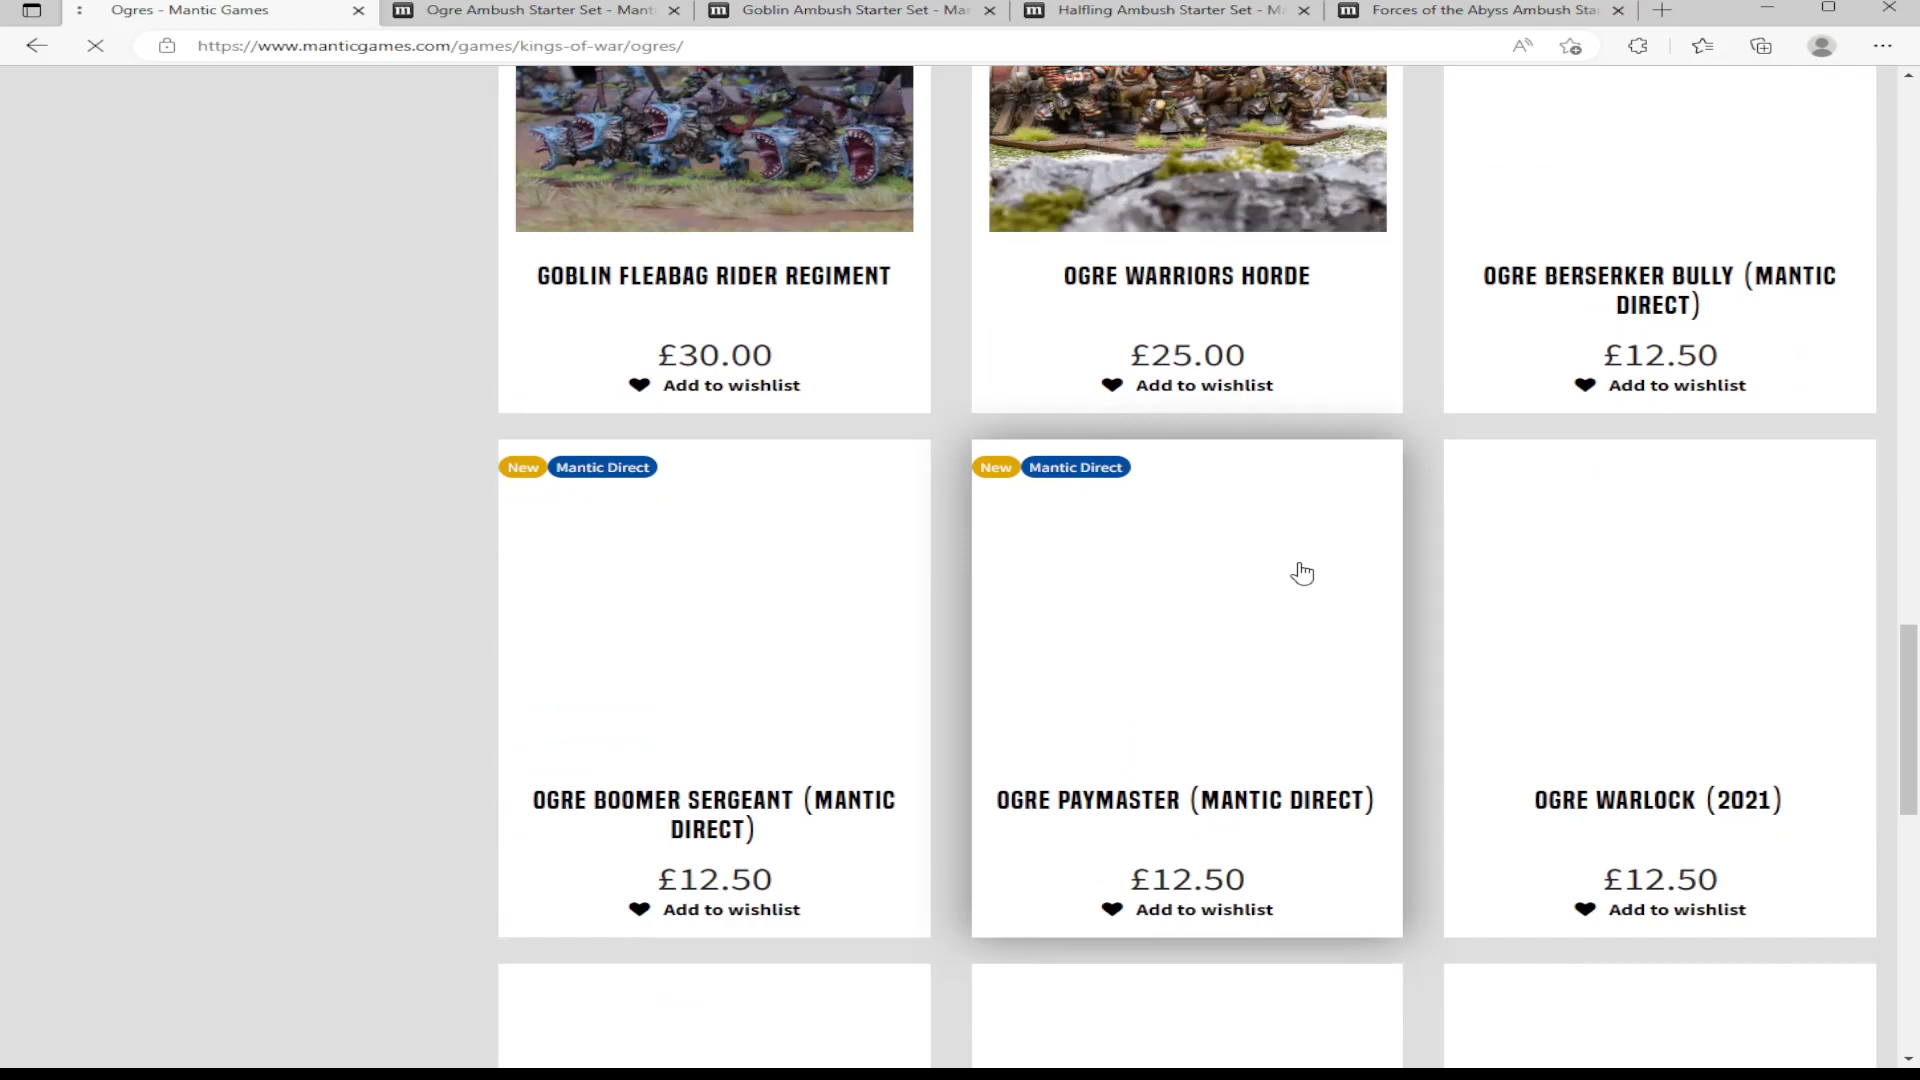 Ogres - Mantic Games
Ogre Ambush Starter Set - Mant
Goblin Ambush Starter Set - Ma
Halfling Ambush Starter Set - M
Forces of the Abyss Ambush Sta
https://www.manticgames.com/games/kings-of-war/ogres/
GOBLIN FLEABAG RIDER REGIMENT
£30.00
Add to wishlist
OGRE WARRIORS HORDE
£25.00
Add to wishlist
OGRE BERSERKER BULLY (MANTIC
DIRECT)
£12.50
Add to wishlist
New Mantic Direct
OGRE BOOMER SERGEANT (MANTIC
DIRECT)
£12.50
Add to wishlist
New Mantic Direct
OGRE PAYMASTER (MANTIC DIRECT)
£12.50
Add to wishlist
OGRE WARLOCK (2021)
£12.50
Add to wishlist